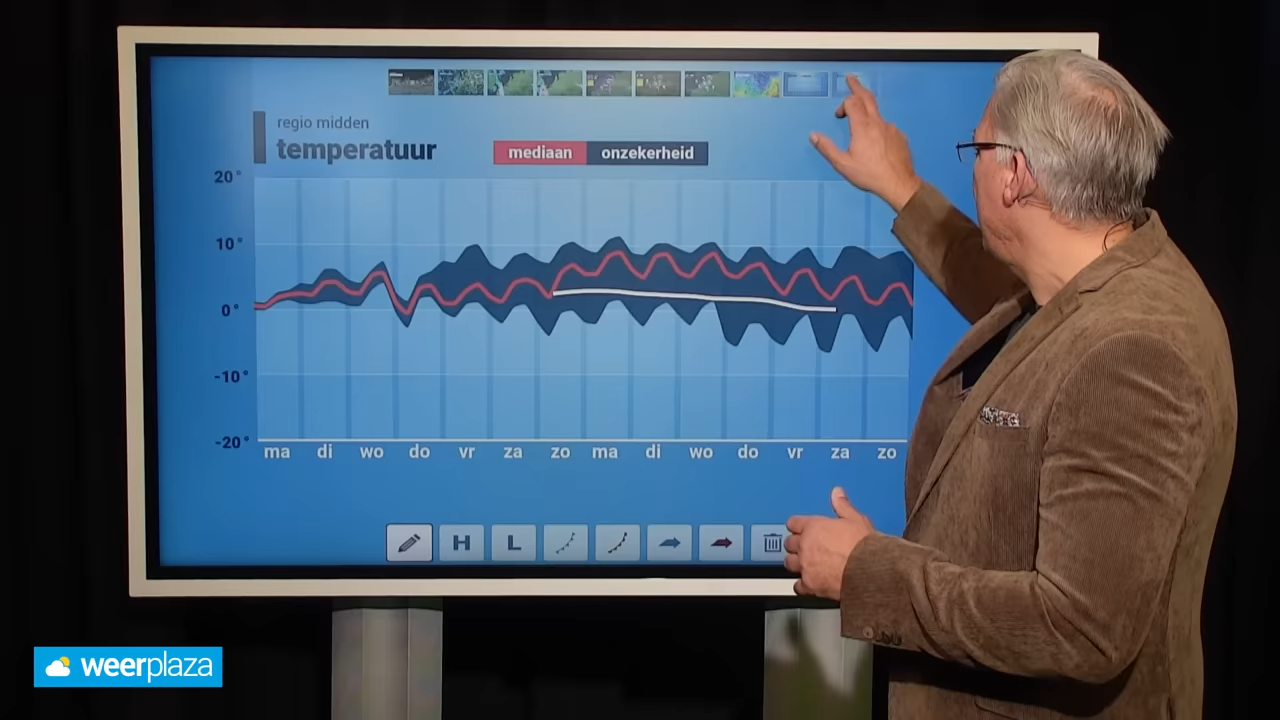 regio midden
temperatuur
mediaan onzekerheid
20°
10°
0°
-10°
-20°
ma di wo do vr za zo ma di wo do vr za zo
H L
weerplaza